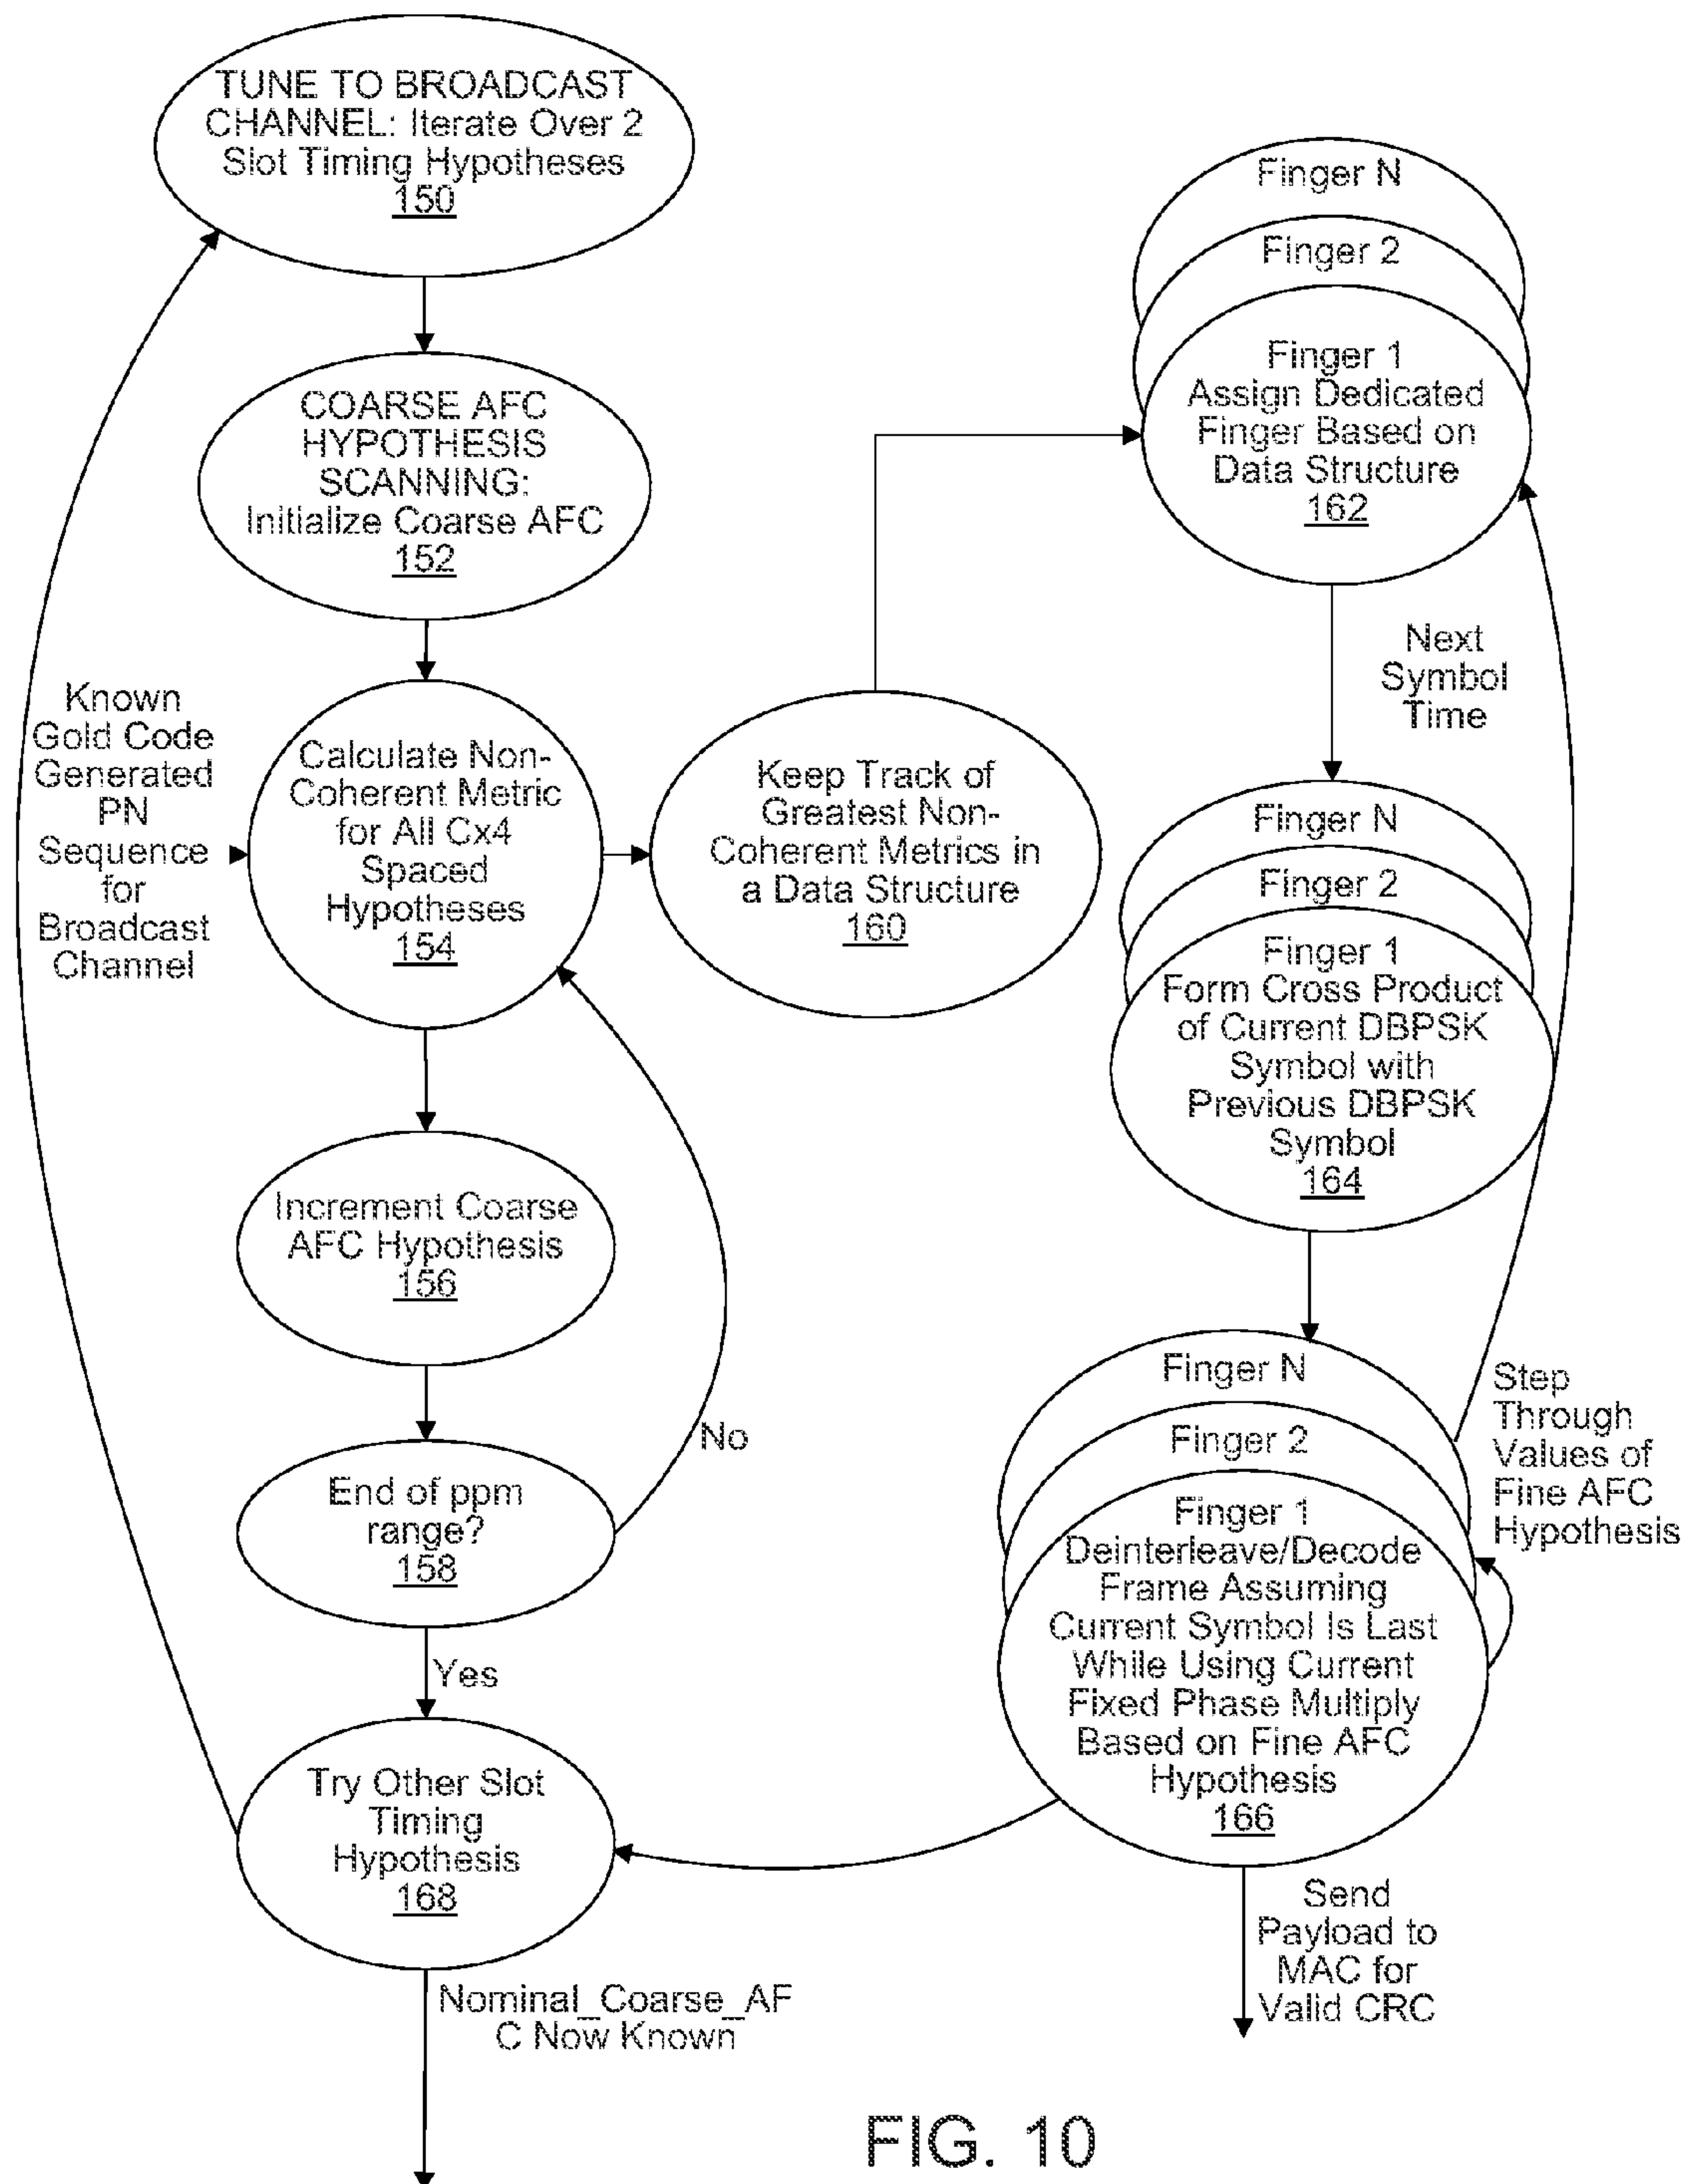 TUNE TO BROADCAST
CHANNEL: Iterate Over 2
Slot Timing Hypotheses
150
COARSE AFC
HYPOTHESIS
SCANNING:
Initialize Coarse AFC
152
Known
Gold Code
Generated
PN
Sequence
for
Broadcast
Channel
Calculate Non-
Coherent Metric
for All Cx4
Spaced
Hypotheses
154
Increment Coarse
AFC Hypothesis
156
End of ppm
range?
158
No
Yes
Try Other Slot
Timing
Hypothesis
168
Nominal_Coarse_AF
C Now Known
Keep Track of
Greatest Non-
Coherent Metrics in
a Data Structure
160
Finger N
Finger 2
Finger 1
Assign Dedicated
Finger Based on
Data Structure
162
Next
Symbol
Time
Finger N
Finger 2
Finger 1
Form Cross Product
of Current DBPSK
Symbol with
Previous DBPSK
Symbol
164
Finger N
Finger 2
Finger 1
Deinterleave/Decode
Frame Assuming
Current Symbol Is Last
While Using Current
Fixed Phase Multiply
Based on Fine AFC
Hypothesis
166
Step
Through
Values of
Fine AFC
Hypothesis
Send
Payload to
MAC for
Valid CRC
FIG. 10